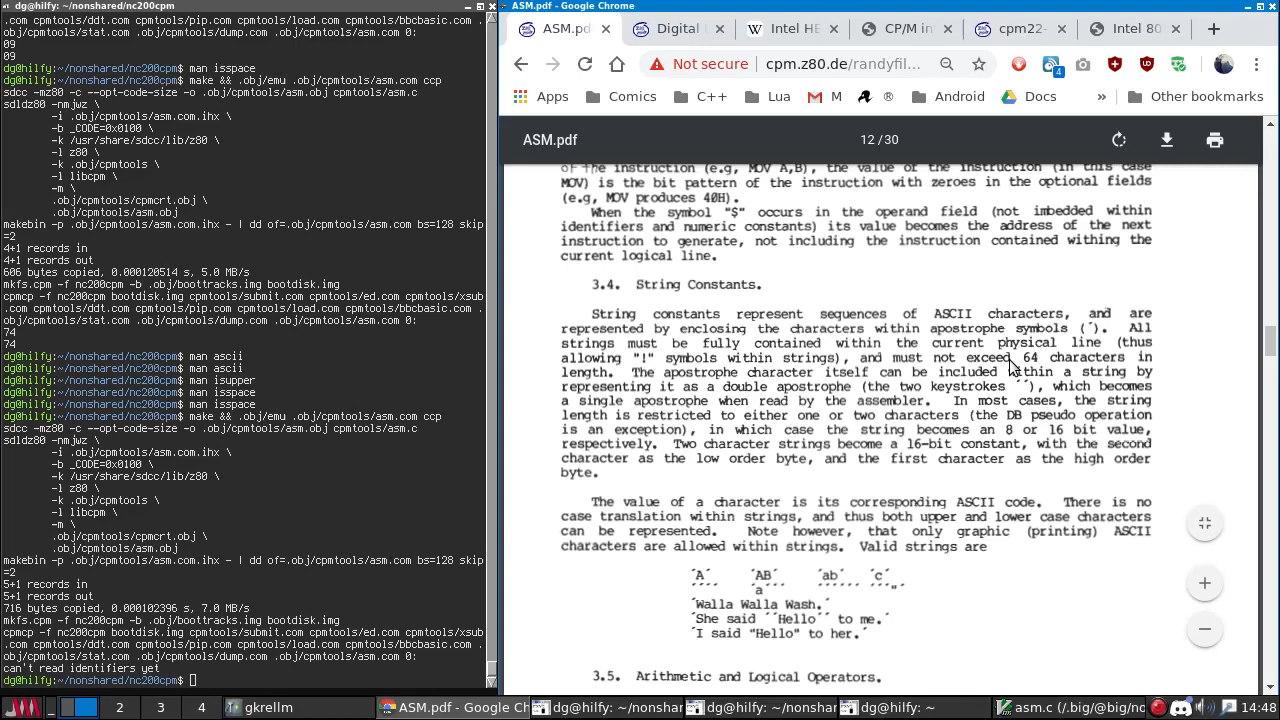 dg@hilfy: ~/nonshared/nc200cpm
.com cpmtools/pip.com cpmtools/load.com cpmtools/bbcbasic.com .obj/cpmtools/stat.com .obj/cpmtools/dump.com .obj/cpmtools/asm.com 0:
09
09
dg@hilfy:~/nonshared/nc200cpm$ man isspace
dg@hilfy:~/nonshared/nc200cpm$ make && .obj/emu .obj/cpmtools/asm.com ccp
sdcc -mz80 -c --opt-code-size -o .obj/cpmtools/asm.obj cpmtools/asm.c
sdldz80 -nmjwz \
-i .obj/cpmtools/asm.com.ihx \
-b _CODE=0x0100 \
-k /usr/share/sdcc/lib/z80 \
-l z80 \
-k .obj/cpmtools \
-l libcpm \
-m \
.obj/cpmtools/cpmcrt.obj \
.obj/cpmtools/asm.obj
makebin -p .obj/cpmtools/asm.com.ihx - | dd of=.obj/cpmtools/asm.com bs=128 skip
=2
4+1 records in
4+1 records out
606 bytes copied, 0.000120514 s, 5.0 MB/s
mkfs.cpm -f nc200cpm -b .obj/boottracks.img bootdisk.img
cpmcp -f nc200cpm bootdisk.img cpmtools/submit.com cpmtools/ed.com cpmtools/xsub
.com cpmtools/ddt.com cpmtools/pip.com cpmtools/load.com cpmtools/bbcbasic.com .
obj/cpmtools/stat.com .obj/cpmtools/dump.com .obj/cpmtools/asm.com 0:
74
74
dg@hilfy:~/nonshared/nc200cpm$ man ascii
dg@hilfy:~/nonshared/nc200cpm$ man ascii
dg@hilfy:~/nonshared/nc200cpm$ man isupper
dg@hilfy:~/nonshared/nc200cpm$ man isspace
dg@hilfy:~/nonshared/nc200cpm$ man isspace
dg@hilfy:~/nonshared/nc200cpm$ make && .obj/emu .obj/cpmtools/asm.com ccp
sdcc -mz80 -c --opt-code-size -o .obj/cpmtools/asm.obj cpmtools/asm.c
sdldz80 -nmjwz \
-i .obj/cpmtools/asm.com.ihx \
-b _CODE=0x0100 \
-k /usr/share/sdcc/lib/z80 \
-l z80 \
-k .obj/cpmtools \
-l libcpm \
-m \
.obj/cpmtools/cpmcrt.obj \
.obj/cpmtools/asm.obj
makebin -p .obj/cpmtools/asm.com.ihx - | dd of=.obj/cpmtools/asm.com bs=128 skip
=2
5+1 records in
5+1 records out
716 bytes copied, 0.000102396 s, 7.0 MB/s
mkfs.cpm -f nc200cpm -b .obj/boottracks.img bootdisk.img
cpmcp -f nc200cpm bootdisk.img cpmtools/submit.com cpmtools/ed.com cpmtools/xsub
.com cpmtools/ddt.com cpmtools/pip.com cpmtools/load.com cpmtools/bbcbasic.com .
obj/cpmtools/stat.com .obj/cpmtools/dump.com .obj/cpmtools/asm.com 0:
can't read identifiers yet
dg@hilfy:~/nonshared/nc200cpm$
ASM.pdf - Google Chrome
ASM.pd Digital Intel HE CP/M i cpm22- Intel 80
Not secure cpm.z80.de/randyfil...
Apps Comics C++ Lua M ® Android Docs » Other bookmarks
ASM.pdf 12 / 30
of the instruction (e.g, MOV A,B), the value of the instruction (in this case
MOV) is the bit pattern of the instruction with zeroes in the optional fields
(e.g, MOV produces 40H).
When the symbol "$" occurs in the operand field (not imbedded within
identifiers and numeric constants) its value becomes the address of the next
instruction to generate, not including the instruction contained withing the
current logical line.
3.4. String Constants.
String constants represent sequences of ASCII characters, and are
represented by enclosing the characters within apostrophe symbols (´). All
strings must be fully contained within the current physical line (thus
allowing "!" symbols within strings), and must not exceed 64 characters in
length. The apostrophe character itself can be included within a string by
representing it as a double apostrophe (the two keystrokes ´´), which becomes
a single apostrophe when read by the assembler. In most cases, the string
length is restricted to either one or two characters (the DB pseudo operation
is an exception), in which case the string becomes an 8 or 16 bit value,
respectively. Two character strings become a 16-bit constant, with the second
character as the low order byte, and the first character as the high order
byte.
The value of a character is its corresponding ASCII code. There is no
case translation within strings, and thus both upper and lower case characters
can be represented. Note however, that only graphic (printing) ASCII
characters are allowed within strings. Valid strings are
´A´ ´AB´ ´ab´ ´c´
´´´´ a´´´ ´´´´´´ ´´´"´
´Walla Walla Wash.´
´She said ´´Hello´´ to me.´
´I said "Hello" to her.´
3.5. Arithmetic and Logical Operators.
2 3 4 gkrellm ASM.pdf - Google Ch dg@hilfy: ~/nonshar dg@hilfy: ~/nonshar dg@hilfy: ~ asm.c (/.big/@big/no 14:48